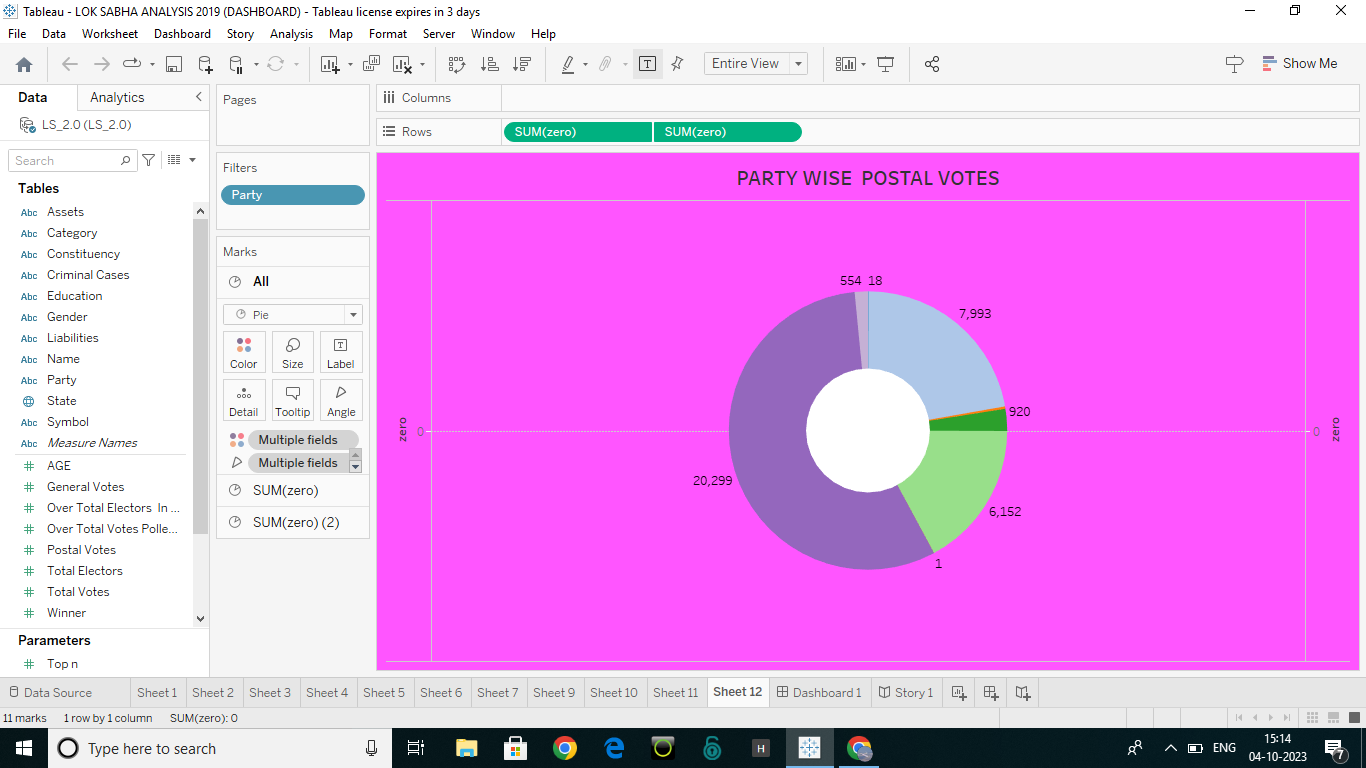 Tableau - LOK SABHA ANALYSIS 2019 (DASHBOARD) - Tableau license expires in 3 days
File Data Worksheet Dashboard Story Analysis Map Format Server Window Help
Entire View
Show Me
Data Analytics
LS_2.0 (LS_2.0)
Search
Tables
Abc Assets
Abc Category
Abc Constituency
Abc Criminal Cases
Abc Education
Abc Gender
Abc Liabilities
Abc Name
Abc Party
State
Abc Symbol
Abc Measure Names
# AGE
# General Votes
# Over Total Electors In ...
# Over Total Votes Polle...
# Postal Votes
# Total Electors
# Total Votes
# Winner
Parameters
# Top n
Pages
Filters
Party
Marks
All
Pie
Color Size Label
Detail Tooltip Angle
Multiple fields
Multiple fields
SUM(zero)
SUM(zero) (2)
Columns
Rows SUM(zero) SUM(zero)
PARTY WISE POSTAL VOTES
554 18
7,993
920
zero 0
0 zero
20,299
6,152
1
Data Source Sheet 1 Sheet 2 Sheet 3 Sheet 4 Sheet 5 Sheet 6 Sheet 7 Sheet 9 Sheet 10 Sheet 11 Sheet 12 Dashboard 1 Story 1
11 marks 1 row by 1 column SUM(zero): 0
Type here to search
H
ENG
15:14
04-10-2023
7